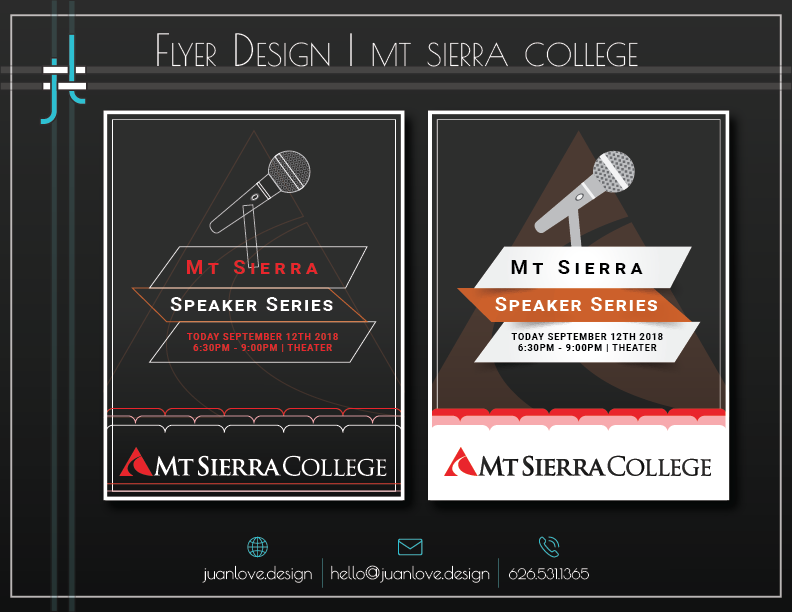 Flyer Design | mt sierra college
jl
Mt Sierra
Speaker Series
TODAY SEPTEMBER 12TH 2018
6:30PM - 9:00PM | THEATER
Mt Sierra College
Mt Sierra
Speaker Series
TODAY SEPTEMBER 12TH 2018
6:30PM - 9:00PM | THEATER
Mt Sierra College
juanlove.design
hello@juanlove.design
626.531.1365